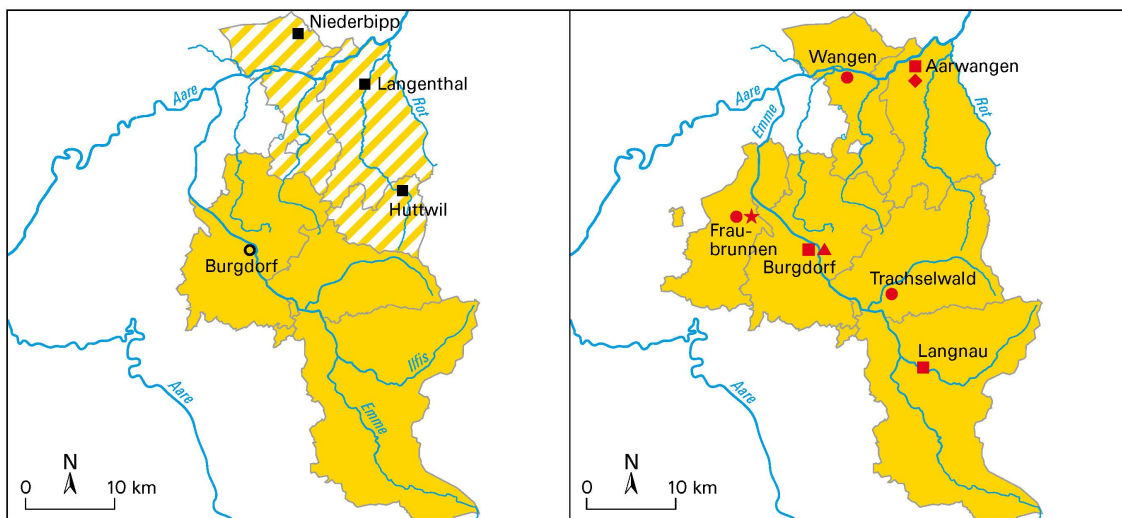 Niederbipp
Langenthal
Aare
Rot
Huttwil
Burgdorf
Ilfis
Aare
Emme
N
0 10 km
Wangen
Aarwangen
Aare
Emme
Rot
Frau-
brunnen
Burgdorf
Trachselwald
Langnau
Aare
Emme
N
0 10 km